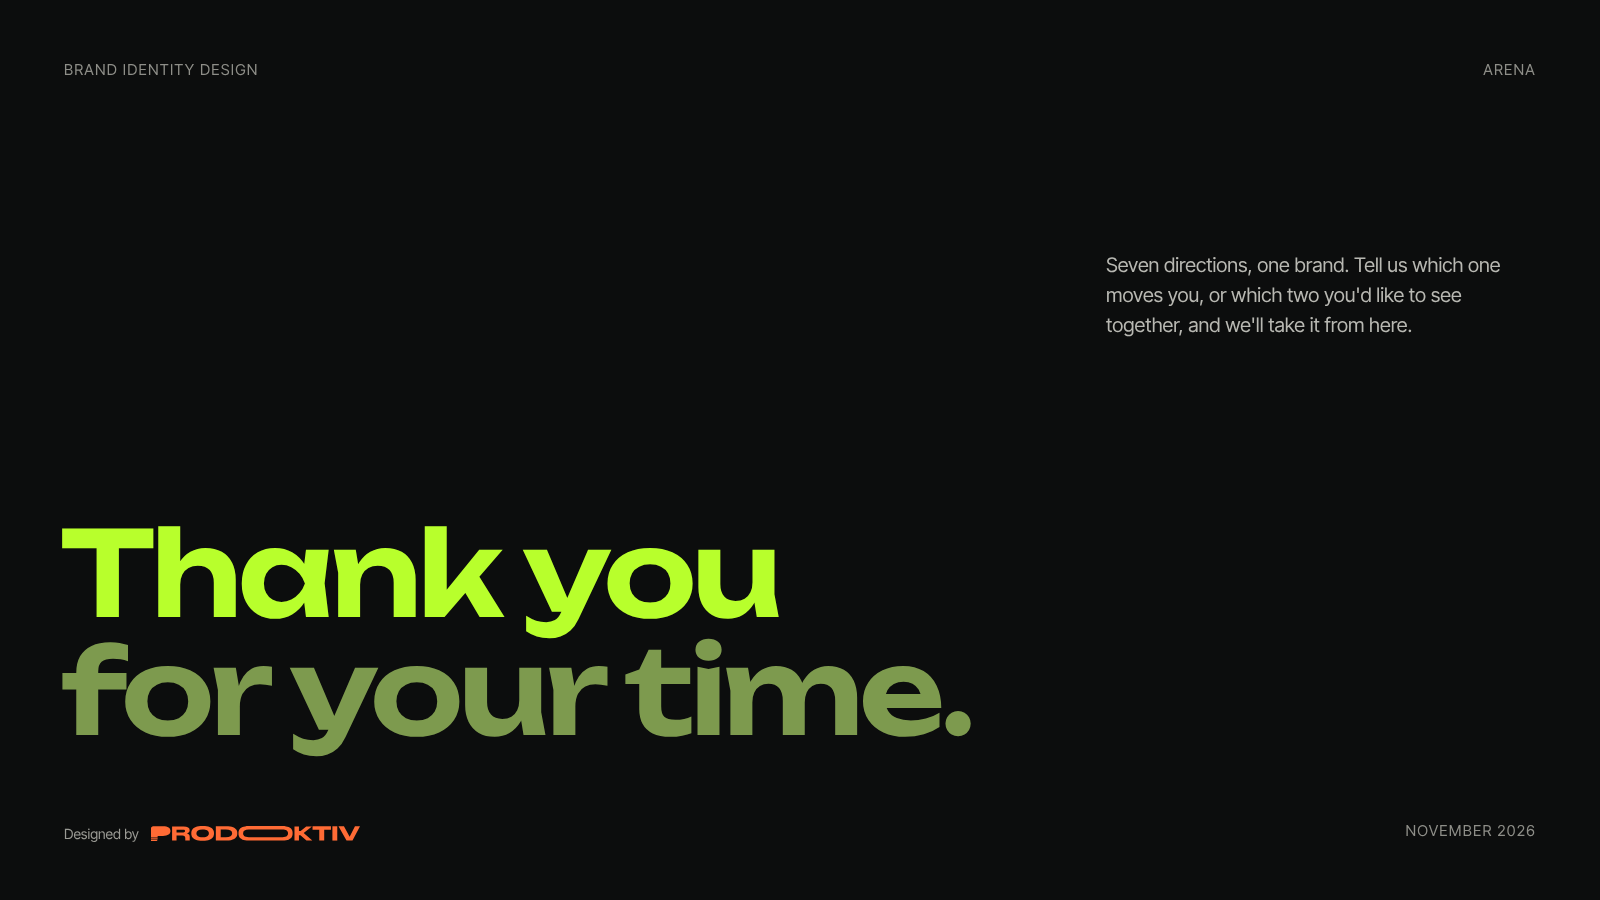 BRAND IDENTITY DESIGN
ARENA
Seven directions, one brand. Tell us which one
moves you, or which two you'd like to see
together, and we'll take it from here.
Thank you
for your time.
Designed by PRODOKTIV
NOVEMBER 2026